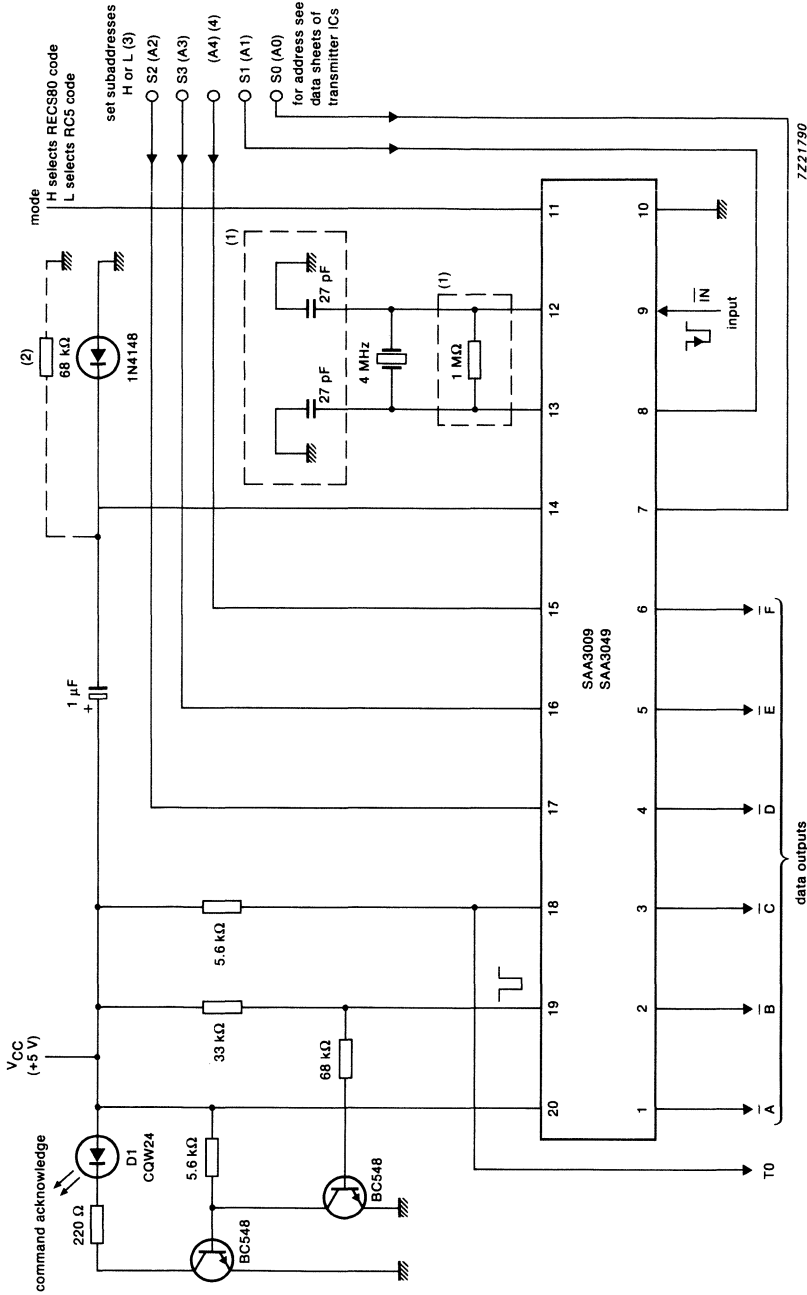 mode
H selects RECS80 code
L selects RC5 code
set subaddresses
H or L (3)
S2 (A2)
S3 (A3)
(A4) (4)
S1 (A1)
S0 (A0)
for address see
data sheets of
transmitter ICs
(2)
68 kΩ
1N4148
(1)
27 pF
27 pF
4 MHz
(1)
1 MΩ
1 μF
+
VCC
(+5 V)
command acknowledge
D1
CQW24
220 Ω
5.6 kΩ
BC548
BC548
68 kΩ
33 kΩ
5.6 kΩ
20
19
18
17
16
15
14
13
12
11
SAA3009
SAA3049
1
2
3
4
5
6
7
8
9
10
T0
A̅
B̅
C̅
D̅
E̅
F̅
data outputs
I̅N̅
input
7Z21790